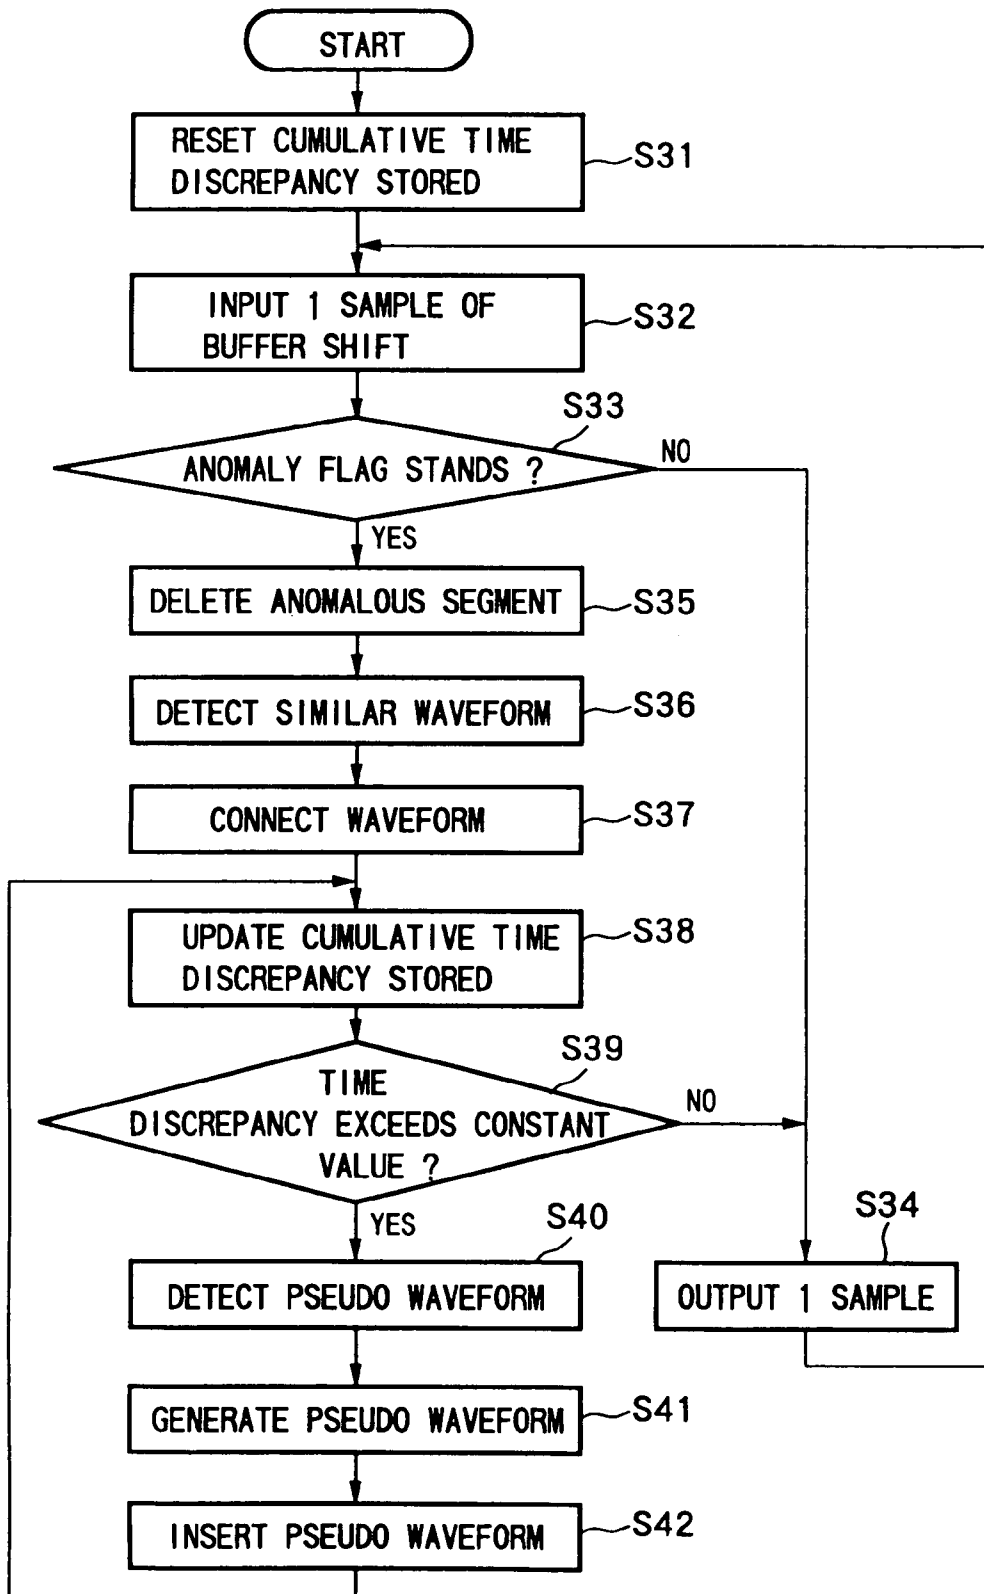 START
RESET CUMULATIVE TIME
DISCREPANCY STORED
S31
INPUT 1 SAMPLE OF
BUFFER SHIFT
S32
S33
ANOMALY FLAG STANDS ?
NO
YES
DELETE ANOMALOUS SEGMENT
S35
DETECT SIMILAR WAVEFORM
S36
CONNECT WAVEFORM
S37
UPDATE CUMULATIVE TIME
DISCREPANCY STORED
S38
S39
TIME
DISCREPANCY EXCEEDS CONSTANT
VALUE ?
NO
YES
S40
DETECT PSEUDO WAVEFORM
S34
OUTPUT 1 SAMPLE
GENERATE PSEUDO WAVEFORM
S41
INSERT PSEUDO WAVEFORM
S42